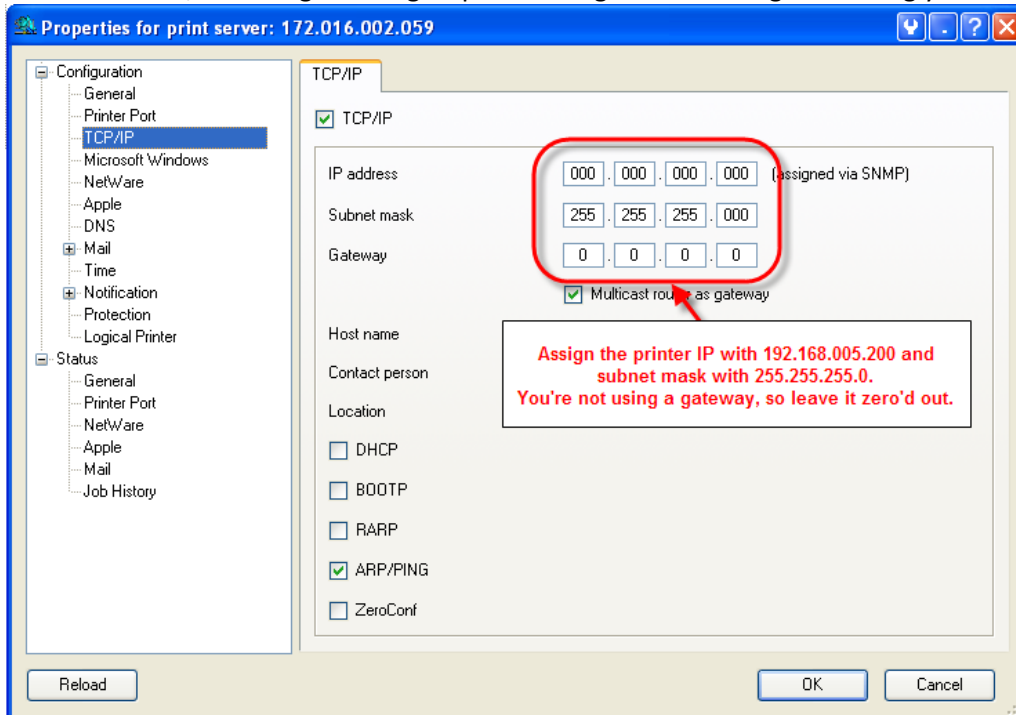 Properties for print server: 172.016.002.059
Configuration
General
Printer Port
TCP/IP
Microsoft Windows
NetWare
Apple
DNS
Mail
Time
Notification
Protection
Logical Printer
Status
General
Printer Port
NetWare
Apple
Mail
Job History
TCP/IP
TCP/IP
IP address 000 . 000 . 000 . 000 (assigned via SNMP)
Subnet mask 255 . 255 . 255 . 000
Gateway 0 . 0 . 0 . 0
Multicast router as gateway
Host name
Contact person
Location
Assign the printer IP with 192.168.005.200 and
subnet mask with 255.255.255.0.
You're not using a gateway, so leave it zero'd out.
DHCP
BOOTP
RARP
ARP/PING
ZeroConf
Reload OK Cancel